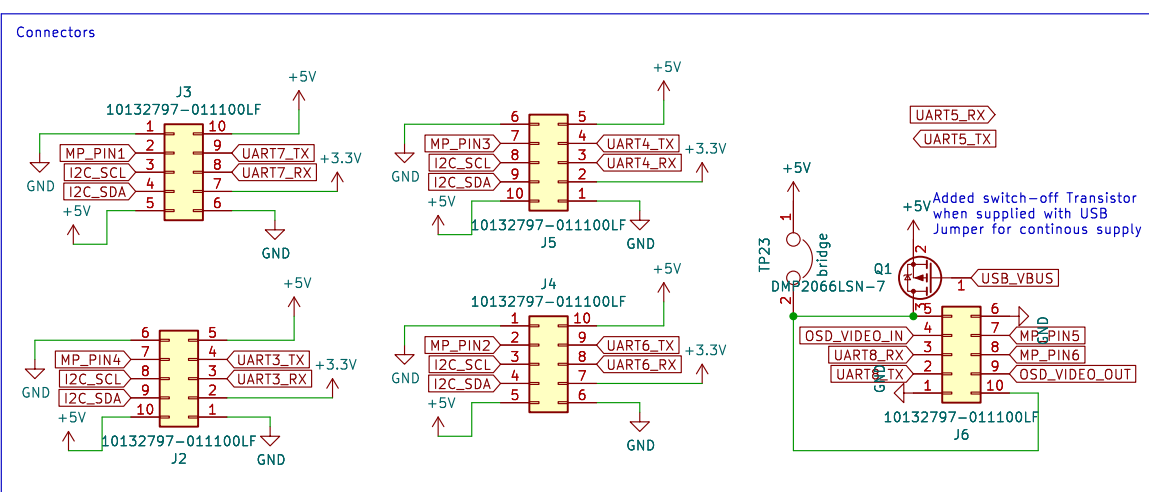 Connectors
J3
10132797-011100LF
+5V
1 10
MP_PIN1 2 9 UART7_TX
I2C_SCL 3 8 UART7_RX
I2C_SDA 4 7 +3.3V
+5V 5 6
GND
GND
+5V
6 5
MP_PIN3 7 4 UART4_TX
I2C_SCL 8 3 UART4_RX
I2C_SDA 9 2 +3.3V
+5V 10 1
GND
GND
10132797-011100LF
J5
UART5_RX
UART5_TX
Added switch-off Transistor
when supplied with USB
Jumper for continous supply
+5V
+5V
1
TP23
bridge
2
Q1
DMP2066LSN-7
2
1
3
USB_VBUS
5 6 GND
OSD_VIDEO_IN 4 7 MP_PIN5
UART8_RX 3 8 MP_PIN6
UART8_TX 2 9 OSD_VIDEO_OUT
GND 1 10
10132797-011100LF
J6
+5V
6 5
MP_PIN4 7 4 UART3_TX
I2C_SCL 8 3 UART3_RX
I2C_SDA 9 2 +3.3V
+5V 10 1
GND
GND
10132797-011100LF
J2
J4
10132797-011100LF
+5V
1 10
MP_PIN2 2 9 UART6_TX
I2C_SCL 3 8 UART6_RX
I2C_SDA 4 7 +3.3V
+5V 5 6
GND
GND